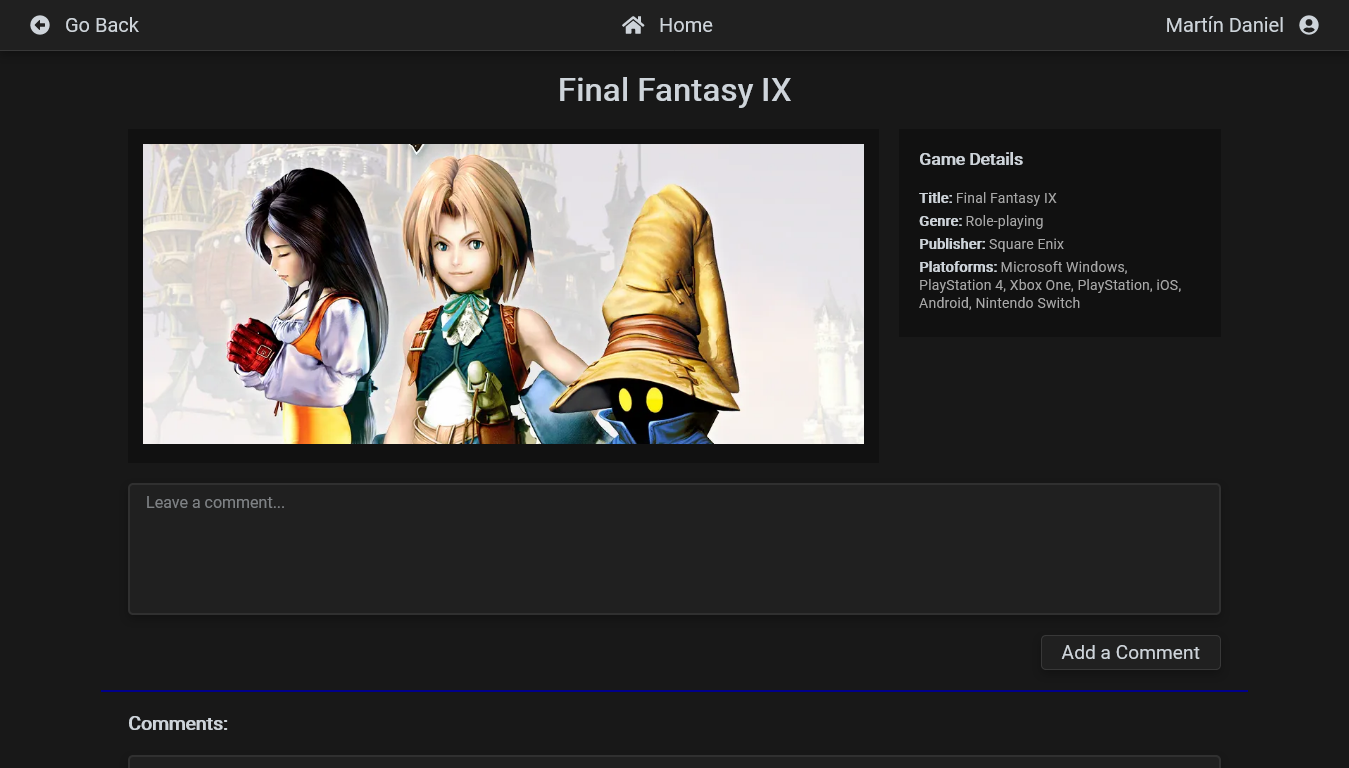 Go Back
Home
Martín Daniel
Final Fantasy IX
Game Details
Title: Final Fantasy IX
Genre: Role-playing
Publisher: Square Enix
Platoforms: Microsoft Windows,
PlayStation 4, Xbox One, PlayStation, iOS,
Android, Nintendo Switch
Leave a comment...
Add a Comment
Comments: